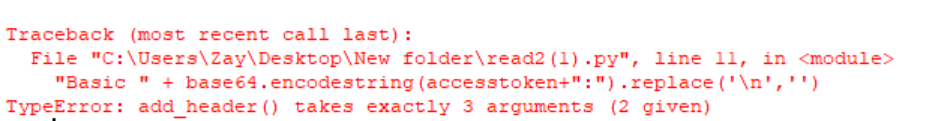 Traceback (most recent call last):
  File "C:\Users\Zay\Desktop\New folder\read2(1).py", line 11, in <module>
    "Basic " + base64.encodestring(accesstoken+":").replace('\n','')
TypeError: add_header() takes exactly 3 arguments (2 given)